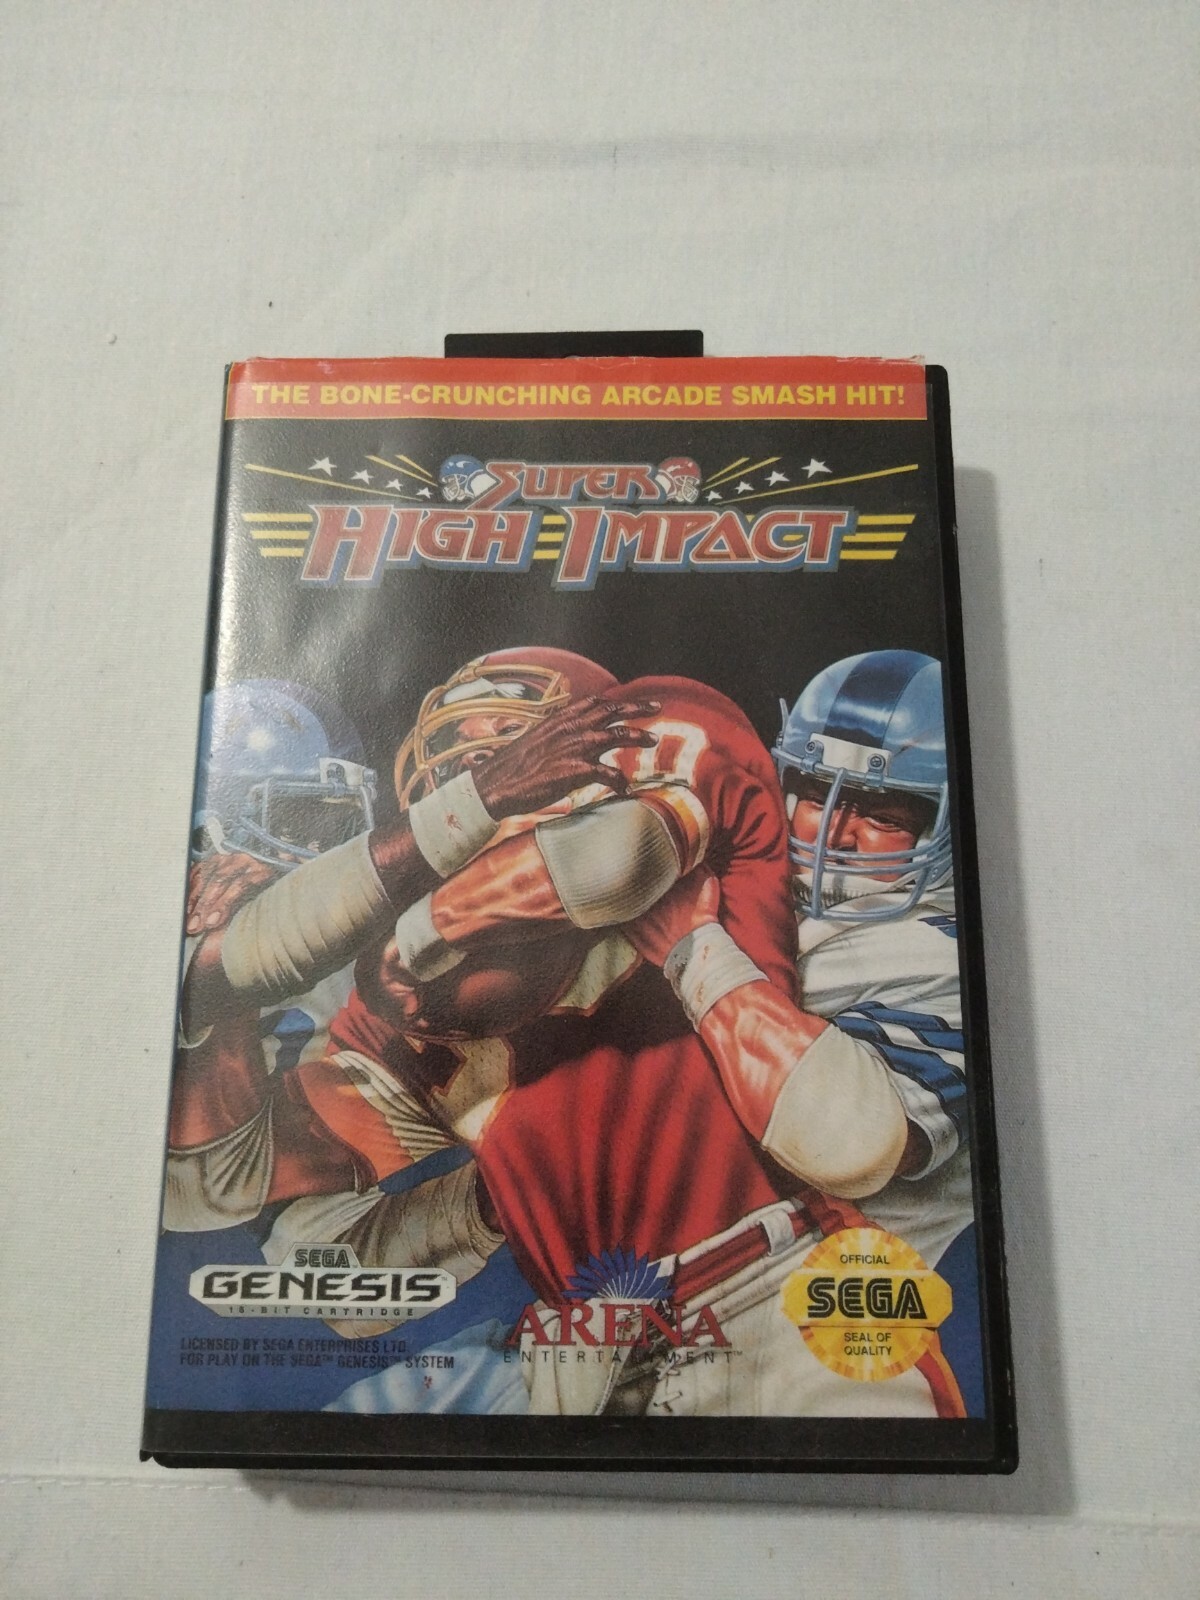 THE BONE-CRUNCHING ARCADE SMASH HIT!
SUPER
HIGH IMPACT
0
SEGA
GENESIS
16-BIT CARTRIDGE
LICENSED BY SEGA ENTERPRISES LTD.
FOR PLAY ON THE SEGA™ GENESIS™ SYSTEM
ARENA
ENTERTAINMENT™
OFFICIAL
SEGA
SEAL OF
QUALITY